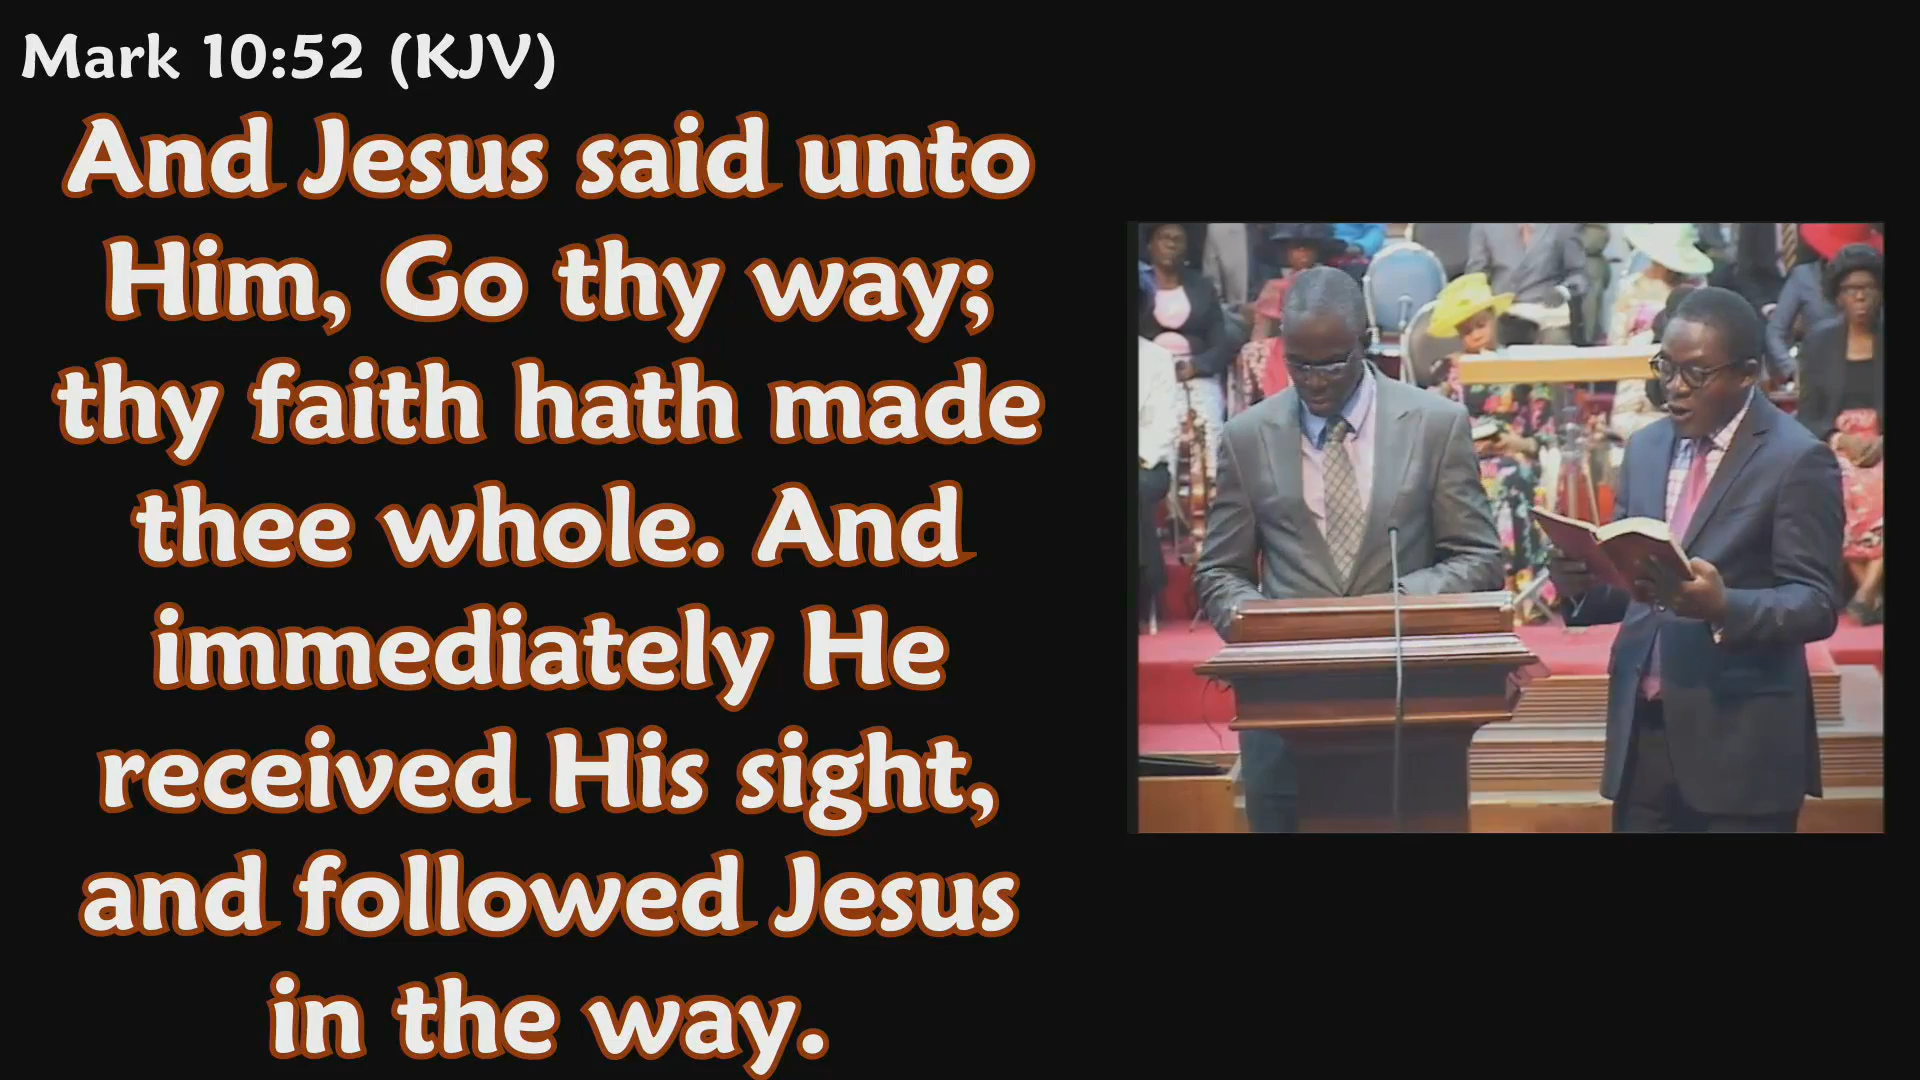 Mark 10:52 (KJV)
And Jesus said unto
Him, Go thy way;
thy faith hath made
thee whole. And
immediately He
received His sight,
and followed Jesus
in the way.